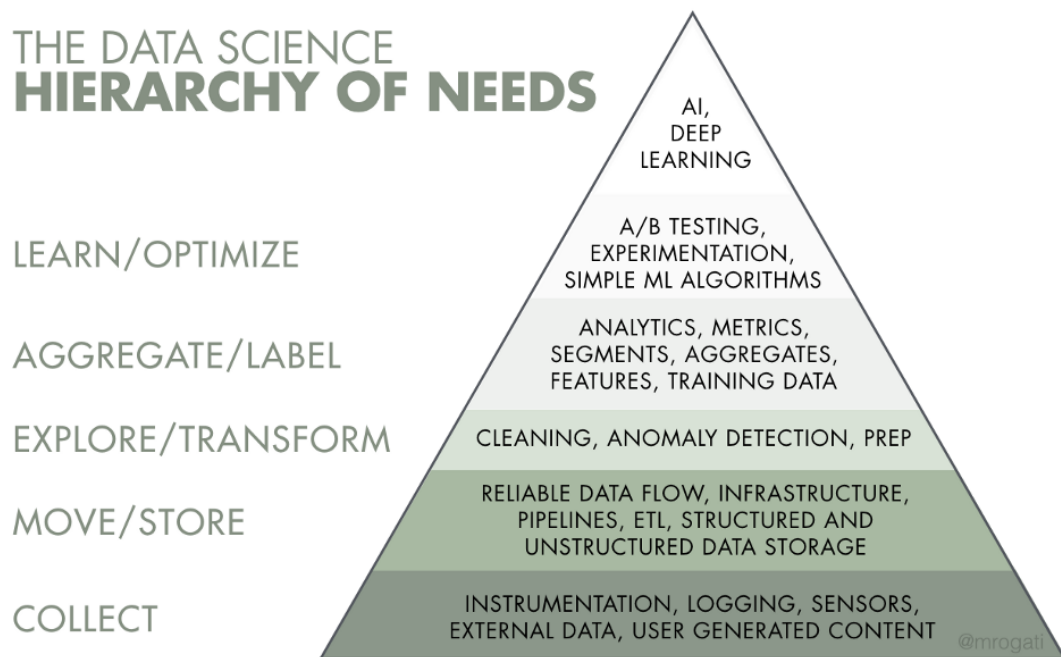 THE DATA SCIENCE
HIERARCHY OF NEEDS
AI,
DEEP
LEARNING
LEARN/OPTIMIZE
A/B TESTING,
EXPERIMENTATION,
SIMPLE ML ALGORITHMS
AGGREGATE/LABEL
ANALYTICS, METRICS,
SEGMENTS, AGGREGATES,
FEATURES, TRAINING DATA
EXPLORE/TRANSFORM
CLEANING, ANOMALY DETECTION, PREP
MOVE/STORE
RELIABLE DATA FLOW, INFRASTRUCTURE,
PIPELINES, ETL, STRUCTURED AND
UNSTRUCTURED DATA STORAGE
COLLECT
INSTRUMENTATION, LOGGING, SENSORS,
EXTERNAL DATA, USER GENERATED CONTENT
@mrogati